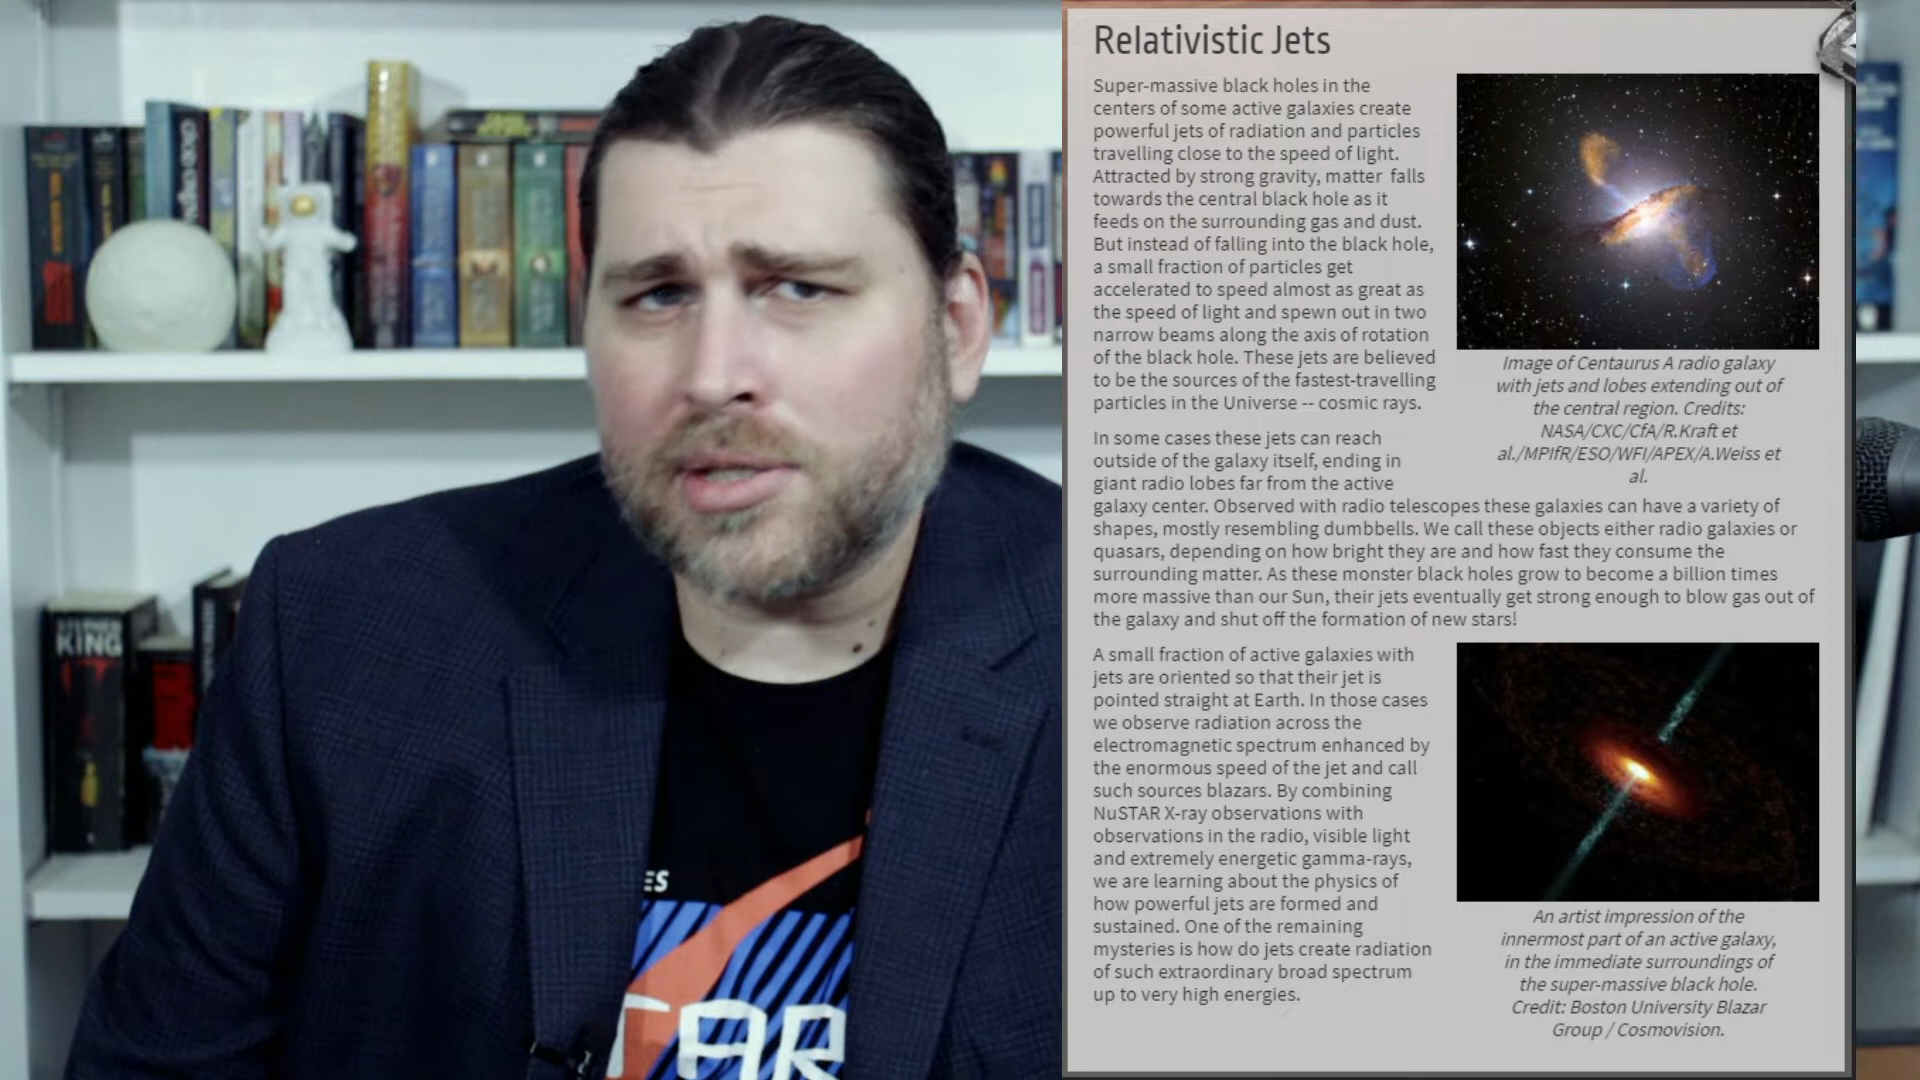 Relativistic Jets
Super-massive black holes in the
centers of some active galaxies create
powerful jets of radiation and particles
travelling close to the speed of light.
Attracted by strong gravity, matter falls
towards the central black hole as it
feeds on the surrounding gas and dust.
But instead of falling into the black hole,
a small fraction of particles get
accelerated to speed almost as great as
the speed of light and spewn out in two
narrow beams along the axis of rotation
of the black hole. These jets are believed
to be the sources of the fastest-travelling
particles in the Universe -- cosmic rays.
Image of Centaurus A radio galaxy
with jets and lobes extending out of
the central region. Credits:
NASA/CXC/CfA/R.Kraft et
al./MPIfR/ESO/WFI/APEX/A.Weiss et
al.
In some cases these jets can reach
outside of the galaxy itself, ending in
giant radio lobes far from the active
galaxy center. Observed with radio telescopes these galaxies can have a variety of
shapes, mostly resembling dumbbells. We call these objects either radio galaxies or
quasars, depending on how bright they are and how fast they consume the
surrounding matter. As these monster black holes grow to become a billion times
more massive than our Sun, their jets eventually get strong enough to blow gas out of
the galaxy and shut off the formation of new stars!
A small fraction of active galaxies with
jets are oriented so that their jet is
pointed straight at Earth. In those cases
we observe radiation across the
electromagnetic spectrum enhanced by
the enormous speed of the jet and call
such sources blazars. By combining
NuSTAR X-ray observations with
observations in the radio, visible light
and extremely energetic gamma-rays,
we are learning about the physics of
how powerful jets are formed and
sustained. One of the remaining
mysteries is how do jets create radiation
of such extraordinary broad spectrum
up to very high energies.
An artist impression of the
innermost part of an active galaxy,
in the immediate surroundings of
the super-massive black hole.
Credit: Boston University Blazar
Group / Cosmovision.
STEPHEN
KING
IT
ES
TAR